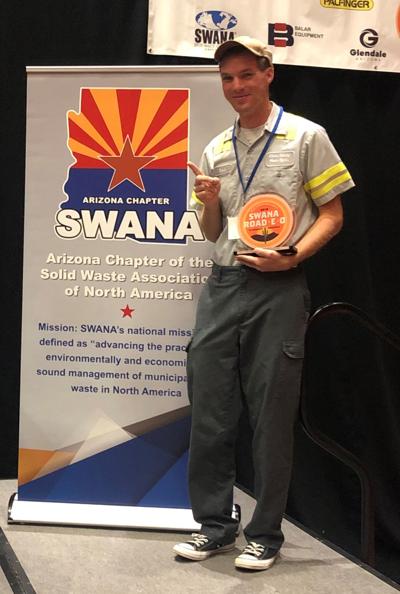 PALFINGER
SWANA
BALAR
EQUIPMENT
Glendale
ARIZONA
ARIZONA CHAPTER
SWANA
Arizona Chapter of the
Solid Waste Association
of North America
Mission: SWANA's national miss
defined as "advancing the prac
environmentally and economi
sound management of municipa
waste in North America
SWANA
ROAD·E·O